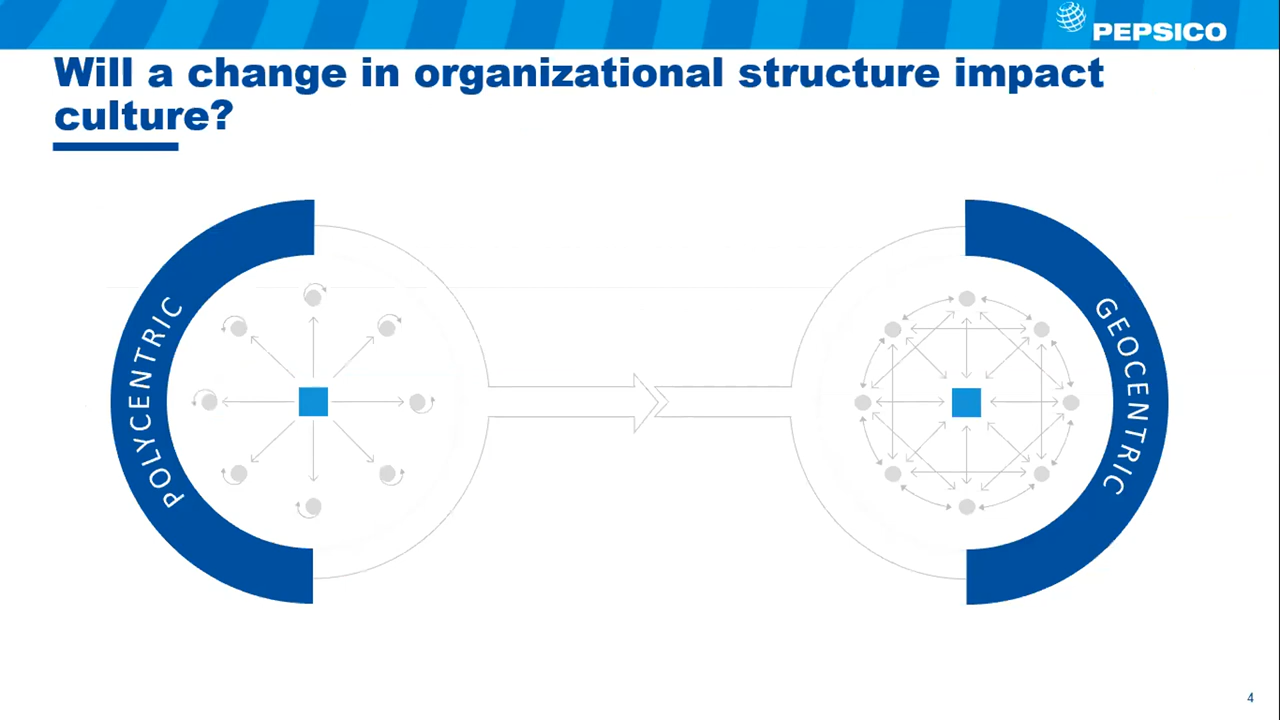 PEPSICO
Will a change in organizational structure impact
culture?
POLYCENTRIC
GEOCENTRIC
4